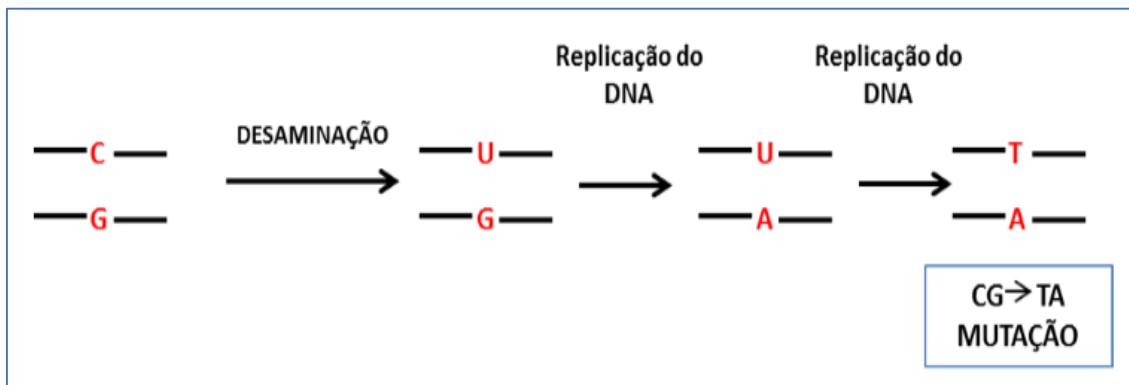 Replicação do
DNA
Replicação do
DNA
DESAMINAÇÃO
C
U
U
T
G
G
A
A
CG→TA
MUTAÇÃO